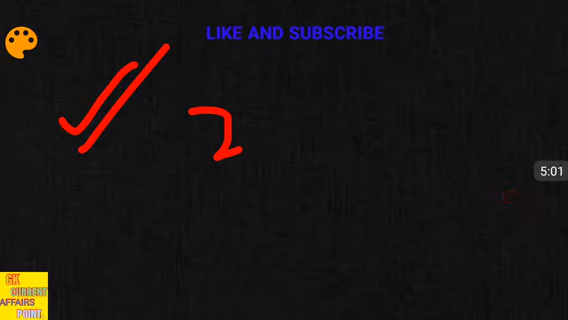 LIKE AND SUBSCRIBE
2
5:01
GK
CURRENT
AFFAIRS
POINT